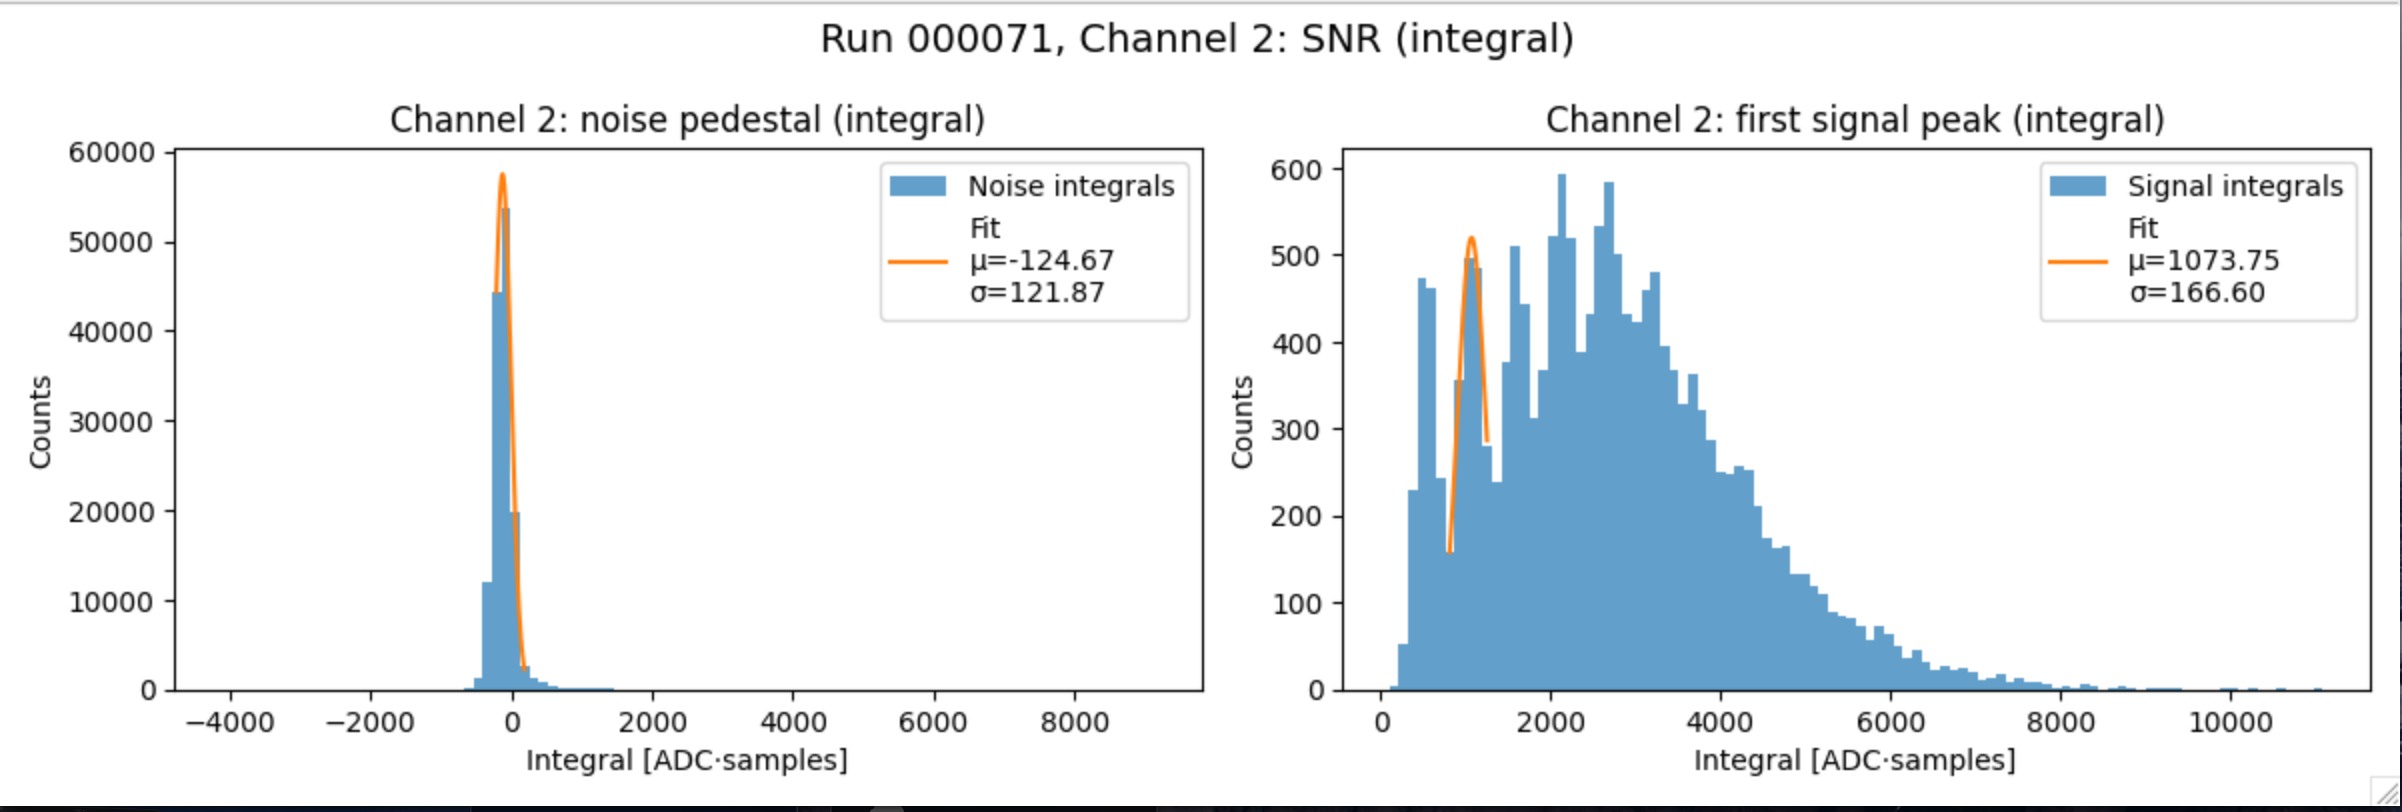 Run 000071, Channel 2: SNR (integral)
Channel 2: noise pedestal (integral)
60000
50000
40000
30000
20000
10000
0
Counts
−4000 −2000 0 2000 4000 6000 8000
Integral [ADC·samples]
Noise integrals
Fit
μ=-124.67
σ=121.87
Channel 2: first signal peak (integral)
600
500
400
300
200
100
0
Counts
0 2000 4000 6000 8000 10000
Integral [ADC·samples]
Signal integrals
Fit
μ=1073.75
σ=166.60